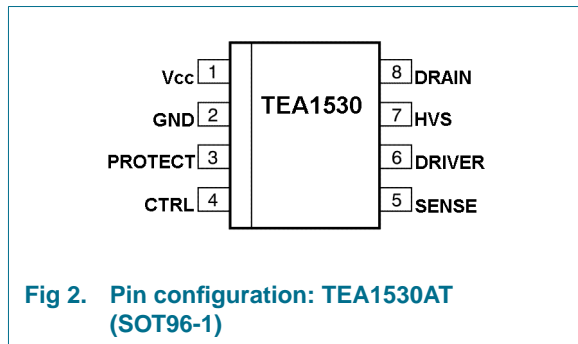 Vcc 1 8 DRAIN
TEA1530
GND 2 7 HVS
PROTECT 3 6 DRIVER
CTRL 4 5 SENSE
Fig 2. Pin configuration: TEA1530AT
(SOT96-1)